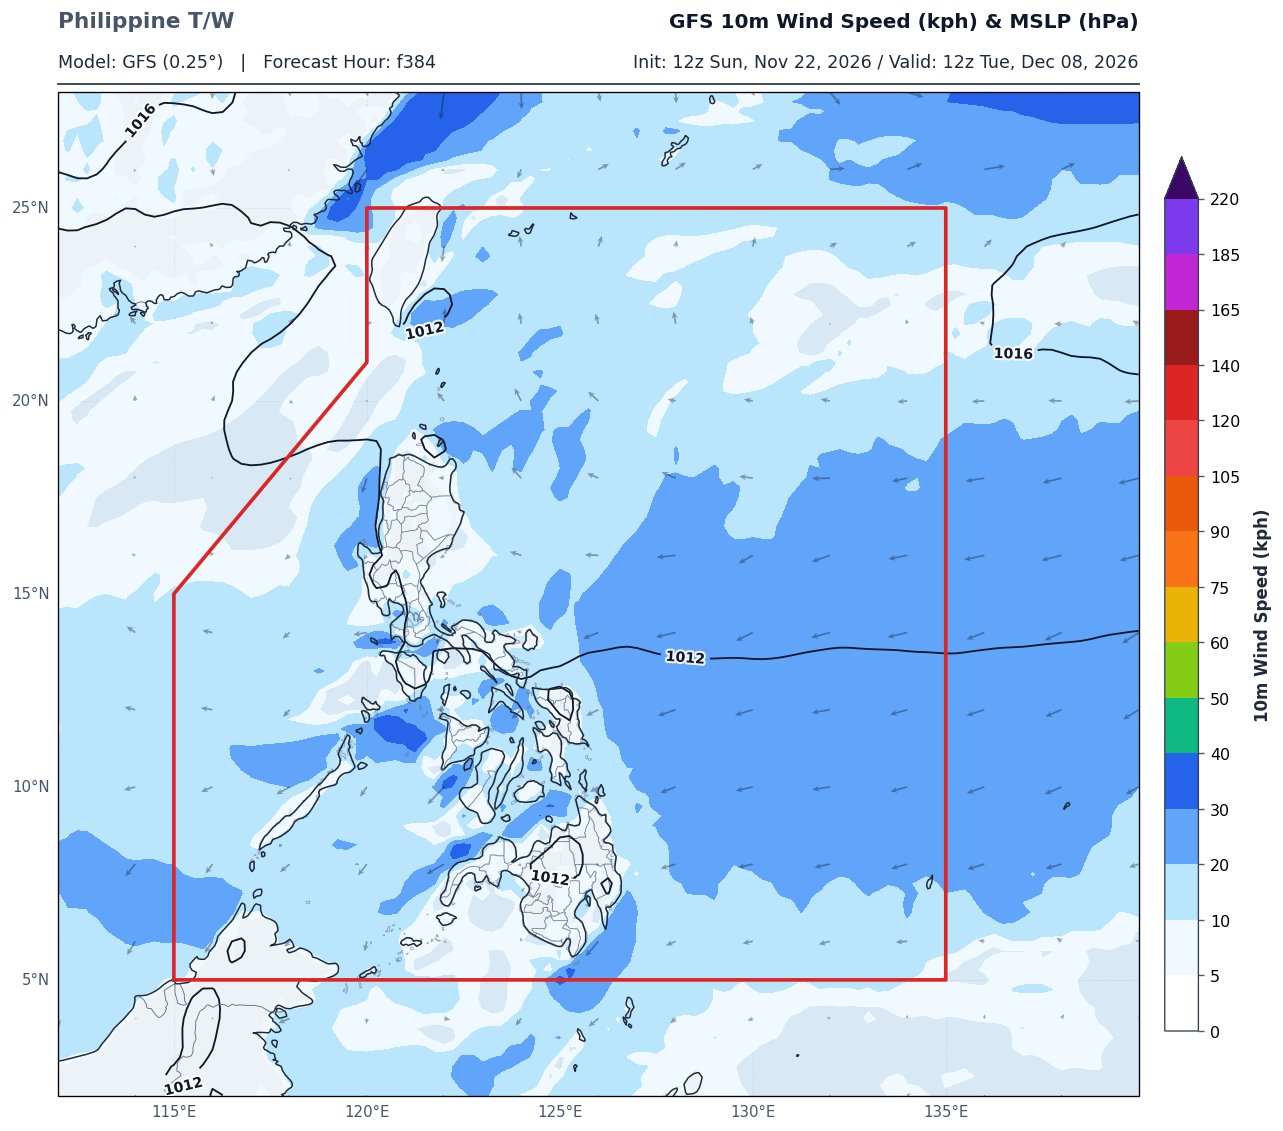 Philippine T/W
GFS 10m Wind Speed (kph) & MSLP (hPa)
Model: GFS (0.25°)   |   Forecast Hour: f384
Init: 12z Sun, Nov 22, 2026 / Valid: 12z Tue, Dec 08, 2026
1016
25°N
1012
1016
20°N
15°N
1012
10°N
1012
5°N
1012
115°E
120°E
125°E
130°E
135°E
220
185
165
140
120
105
90
75
60
50
40
30
20
10
5
0
10m Wind Speed (kph)